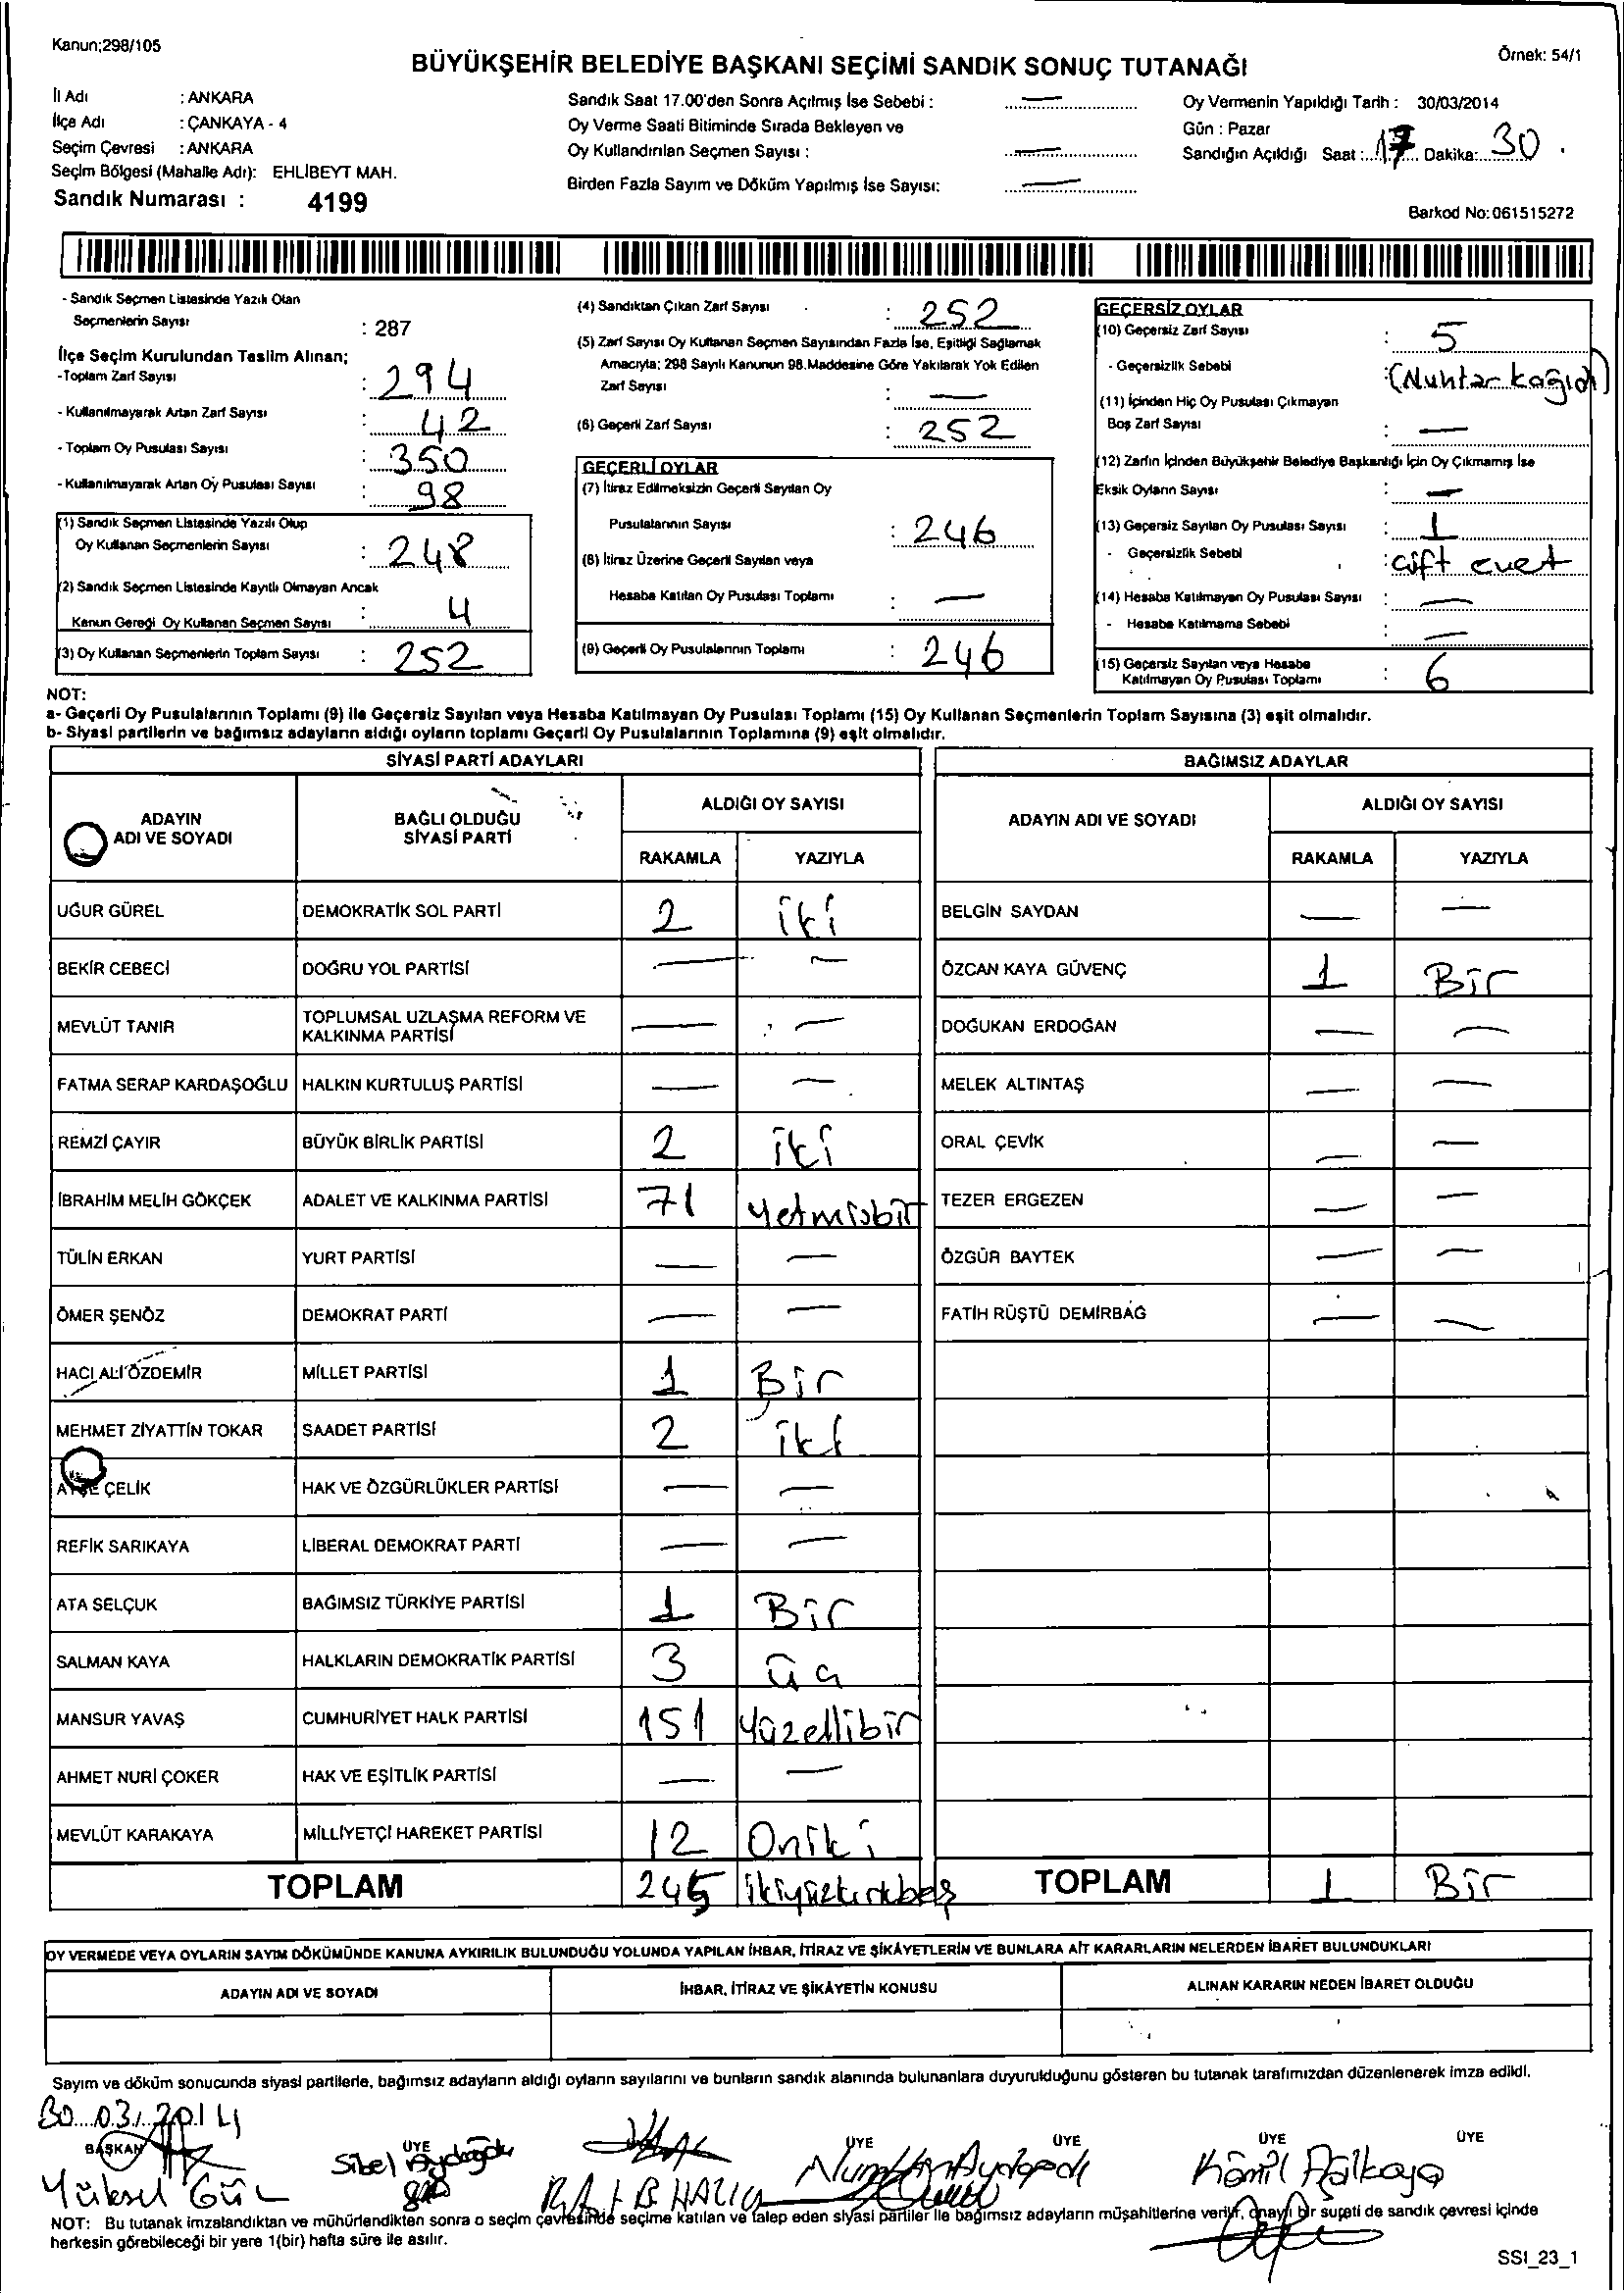 Kanun;298/105
Örnek: 54/1
BÜYÜKŞEHİR BELEDİYE BAŞKANI SEÇİMİ SANDIK SONUÇ TUTANAĞI
İl Adı : ANKARA
İlçe Adı : ÇANKAYA - 4
Seçim Çevresi : ANKARA
Seçim Bölgesi (Mahalle Adı): EHLİBEYT MAH.
Sandık Numarası : 4199
Sandık Saat 17.00'den Sonra Açılmış İse Sebebi : —
Oy Verme Saati Bitiminde Sırada Bekleyen ve
Oy Kullandırılan Seçmen Sayısı : —
Birden Fazla Sayım ve Döküm Yapılmış İse Sayısı: —
Oy Vermenin Yapıldığı Tarih : 30/03/2014
Gün : Pazar
Sandığın Açıldığı Saat : 17 Dakika: 30
Barkod No:061515272
- Sandık Seçmen Listesinde Yazılı Olan
Seçmenlerin Sayısı : 287
İlçe Seçim Kurulundan Teslim Alınan;
-Toplam Zarf Sayısı : 294
- Kullanılmayarak Artan Zarf Sayısı : 42
- Toplam Oy Pusulası Sayısı : 350
- Kullanılmayarak Artan Oy Pusulası Sayısı : 98
(1) Sandık Seçmen Listesinde Yazılı Olup
Oy Kullanan Seçmenlerin Sayısı : 248
(2) Sandık Seçmen Listesinde Kayıtlı Olmayan Ancak
Kanun Gereği Oy Kullanan Seçmen Sayısı : 4
(3) Oy Kullanan Seçmenlerin Toplam Sayısı : 252
(4) Sandıktan Çıkan Zarf Sayısı : 252
(5) Zarf Sayısı Oy Kullanan Seçmen Sayısından Fazla İse, Eşitliği Sağlamak
Amacıyla; 298 Sayılı Kanunun 98.Maddesine Göre Yakılarak Yok Edilen
Zarf Sayısı : —
(6) Geçerli Zarf Sayısı : 252
GEÇERLİ OYLAR
(7) İtiraz Edilmeksizin Geçerli Sayılan Oy
Pusulalarının Sayısı : 246
(8) İtiraz Üzerine Geçerli Sayılan veya
Hesaba Katılan Oy Pusulası Toplamı : —
(9) Geçerli Oy Pusulalarının Toplamı : 246
GEÇERSİZ OYLAR
(10) Geçersiz Zarf Sayısı : 5
- Geçersizlik Sebebi : (Muhtar kağıdı)
(11) İçinden Hiç Oy Pusulası Çıkmayan
Boş Zarf Sayısı : —
(12) Zarfın İçinden Büyükşehir Belediye Başkanlığı İçin Oy Çıkmamış İse
Eksik Oyların Sayısı : —
(13) Geçersiz Sayılan Oy Pusulası Sayısı : 1
- Geçersizlik Sebebi : çift evet
(14) Hesaba Katılmayan Oy Pusulası Sayısı : —
- Hesaba Katılmama Sebebi : —
(15) Geçersiz Sayılan veya Hesaba
Katılmayan Oy Pusulası Toplamı : 6
NOT:
a- Geçerli Oy Pusulalarının Toplamı (9) ile Geçersiz Sayılan veya Hesaba Katılmayan Oy Pusulası Toplamı (15) Oy Kullanan Seçmenlerin Toplam Sayısına (3) eşit olmalıdır.
b- Siyasi partilerin ve bağımsız adayların aldığı oyların toplamı Geçerli Oy Pusulalarının Toplamına (9) eşit olmalıdır.
SİYASİ PARTİ ADAYLARI
ADAYIN ADI VE SOYADI BAĞLI OLDUĞU SİYASİ PARTİ ALDIĞI OY SAYISI
RAKAMLA YAZIYLA
UĞUR GÜREL DEMOKRATİK SOL PARTİ 2 iki
BEKİR CEBECİ DOĞRU YOL PARTİSİ — —
MEVLÜT TANIR TOPLUMSAL UZLAŞMA REFORM VE KALKINMA PARTİSİ — —
FATMA SERAP KARDAŞOĞLU HALKIN KURTULUŞ PARTİSİ — —
REMZİ ÇAYIR BÜYÜK BİRLİK PARTİSİ 2 iki
İBRAHİM MELİH GÖKÇEK ADALET VE KALKINMA PARTİSİ 71 Yetmisbir
TÜLİN ERKAN YURT PARTİSİ — —
ÖMER ŞENÖZ DEMOKRAT PARTİ — —
HACI ALİ ÖZDEMİR MİLLET PARTİSİ 1 Bir
MEHMET ZİYATTİN TOKAR SAADET PARTİSİ 2 iki
AYŞE ÇELİK HAK VE ÖZGÜRLÜKLER PARTİSİ — —
REFİK SARIKAYA LİBERAL DEMOKRAT PARTİ — —
ATA SELÇUK BAĞIMSIZ TÜRKİYE PARTİSİ 1 Bir
SALMAN KAYA HALKLARIN DEMOKRATİK PARTİSİ 3 üç
MANSUR YAVAŞ CUMHURİYET HALK PARTİSİ 151 Yüzellibir
AHMET NURİ ÇOKER HAK VE EŞİTLİK PARTİSİ — —
MEVLÜT KARAKAYA MİLLİYETÇİ HAREKET PARTİSİ 12 Oniki
TOPLAM 245 ikiyüzkırkbeş
BAĞIMSIZ ADAYLAR
ADAYIN ADI VE SOYADI ALDIĞI OY SAYISI
RAKAMLA YAZIYLA
BELGİN SAYDAN — —
ÖZCAN KAYA GÜVENÇ 1 Bir
DOĞUKAN ERDOĞAN — —
MELEK ALTINTAŞ — —
ORAL ÇEVİK — —
TEZER ERGEZEN — —
ÖZGÜR BAYTEK — —
FATİH RÜŞTÜ DEMİRBAĞ — —
TOPLAM 1 Bir
OY VERMEDE VEYA OYLARIN SAYIM DÖKÜMÜNDE KANUNA AYKIRILIK BULUNDUĞU YOLUNDA YAPILAN İHBAR, İTİRAZ VE ŞİKÂYETLERİN VE BUNLARA AİT KARARLARIN NELERDEN İBARET BULUNDUKLARI
ADAYIN ADI VE SOYADI İHBAR, İTİRAZ VE ŞİKÂYETİN KONUSU ALINAN KARARIN NEDEN İBARET OLDUĞU
Sayım ve döküm sonucunda siyasi partilerle, bağımsız adayların aldığı oyların sayılarını ve bunların sandık alanında bulunanlara duyurulduğunu gösteren bu tutanak tarafımızdan düzenlenerek imza edildi.
30.03.2014
BAŞKAN ÜYE ÜYE ÜYE ÜYE ÜYE
Yüksel Gül Sibel Kâmil
NOT: Bu tutanak imzalandıktan ve mühürlendikten sonra o seçim çevresinde seçime katılan ve talep eden siyasi partiler ile bağımsız adayların müşahitlerine verilir, onaylı bir sureti de sandık çevresi içinde
herkesin görebileceği bir yere 1(bir) hafta süre ile asılır.
SSI_23_1